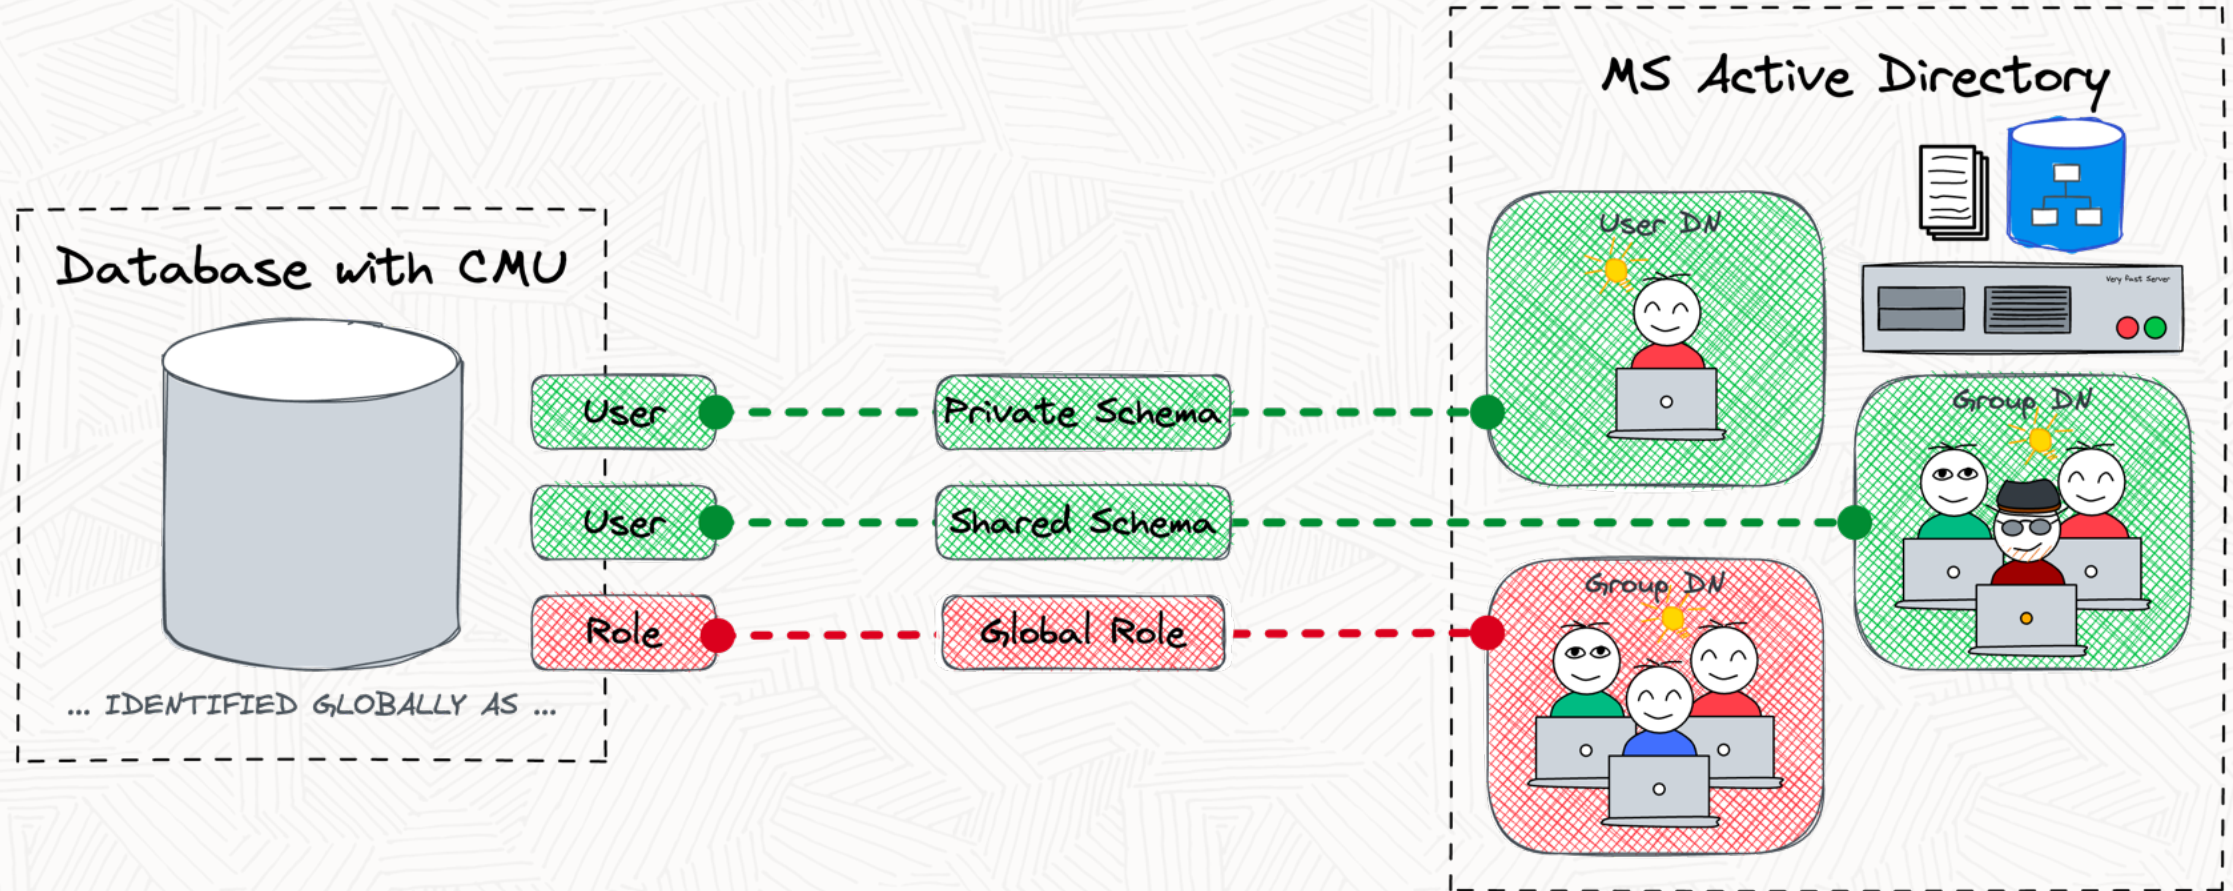 MS Active Directory
Very Fast Server
User DN
Database with CMU
User
Private Schema
Group DN
User
Shared Schema
Role
Global Role
Group DN
... IDENTIFIED GLOBALLY AS ...